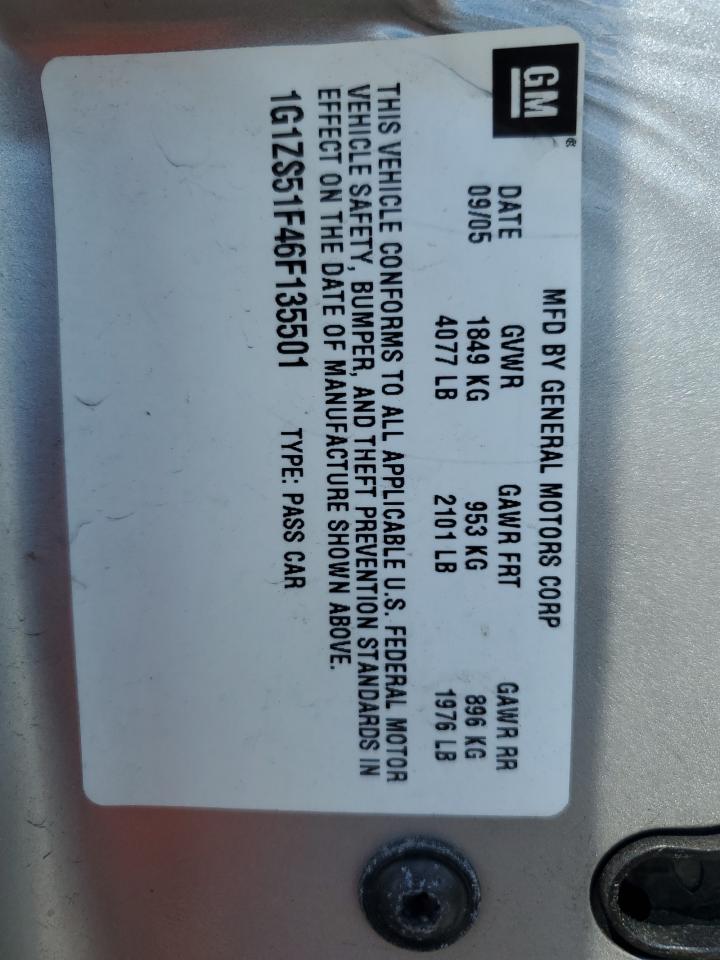 GM
MFD BY GENERAL MOTORS CORP
DATE GVWR GAWR FRT GAWR RR
09/05 1849 KG 953 KG 896 KG
4077 LB 2101 LB 1976 LB
THIS VEHICLE CONFORMS TO ALL APPLICABLE U.S. FEDERAL MOTOR
VEHICLE SAFETY, BUMPER, AND THEFT PREVENTION STANDARDS IN
EFFECT ON THE DATE OF MANUFACTURE SHOWN ABOVE.
1G1ZS51F46F135501 TYPE: PASS CAR